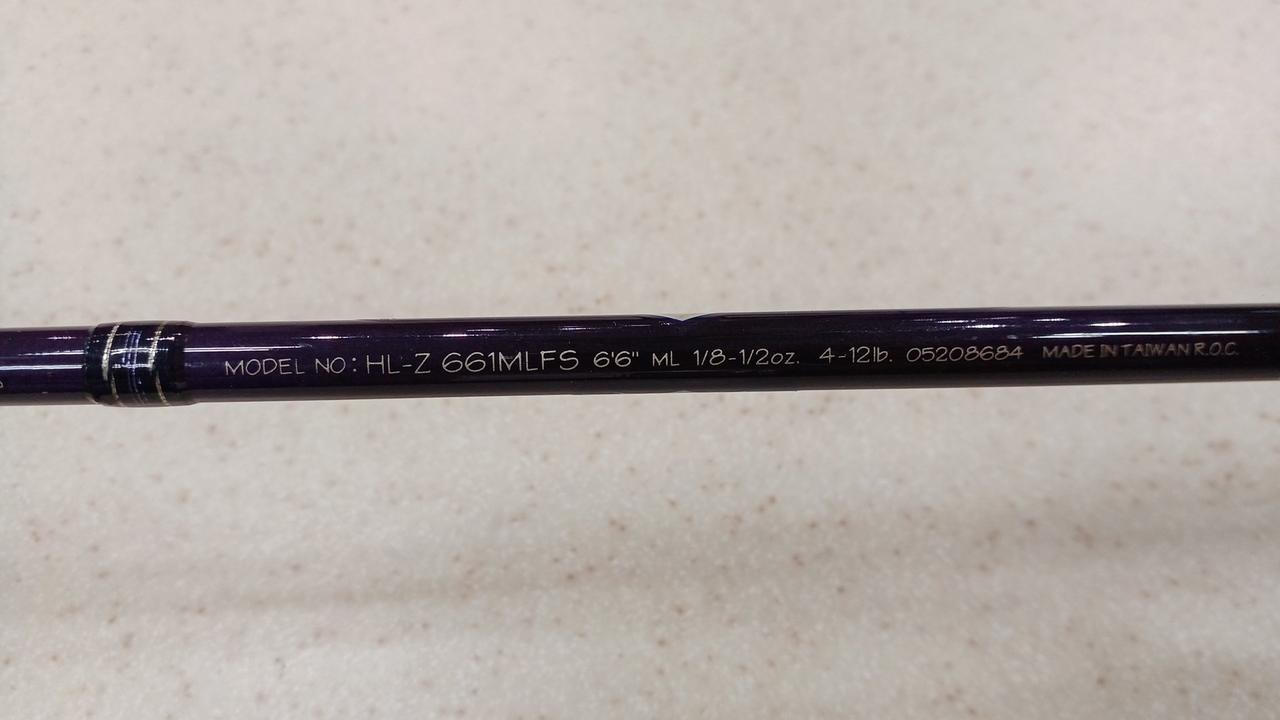 MODEL NO: HL-Z 661MLFS 6'6" ML 1/8-1/2oz. 4-12lb. 05208684 MADE IN TAIWAN R.O.C.